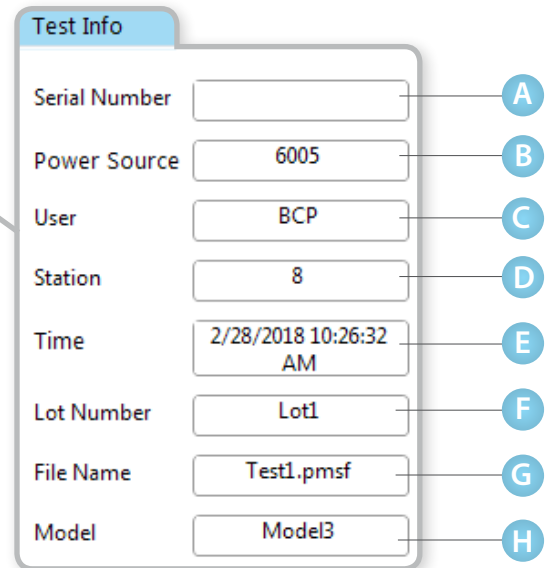 Test Info
Serial Number A
Power Source 6005 B
User BCP C
Station 8 D
Time 2/28/2018 10:26:32
AM E
Lot Number Lot1 F
File Name Test1.pmsf G
Model Model3 H